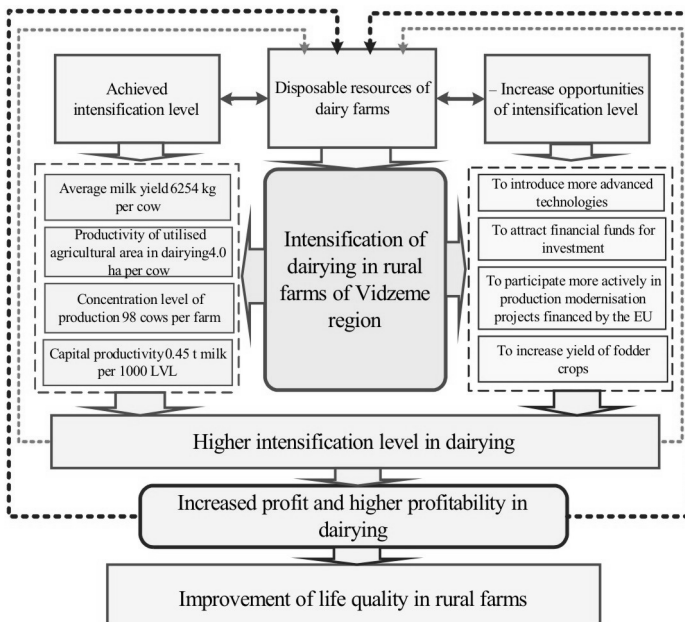 Achieved
intensification level
Disposable resources of
dairy farms
– Increase opportunities
of intensification level
Average milk yield 6254 kg
per cow
Productivity of utilised
agricultural area in dairying4.0
ha per cow
Concentration level of
production 98 cows per farm
Capital productivity 0.45 t milk
per 1000 LVL
Intensification of
dairying in rural
farms of Vidzeme
region
To introduce more advanced
technologies
To attract financial funds for
investment
To participate more actively in
production modernisation
projects financed by the EU
To increase yield of fodder
crops
Higher intensification level in dairying
Increased profit and higher profitability in
dairying
Improvement of life quality in rural farms